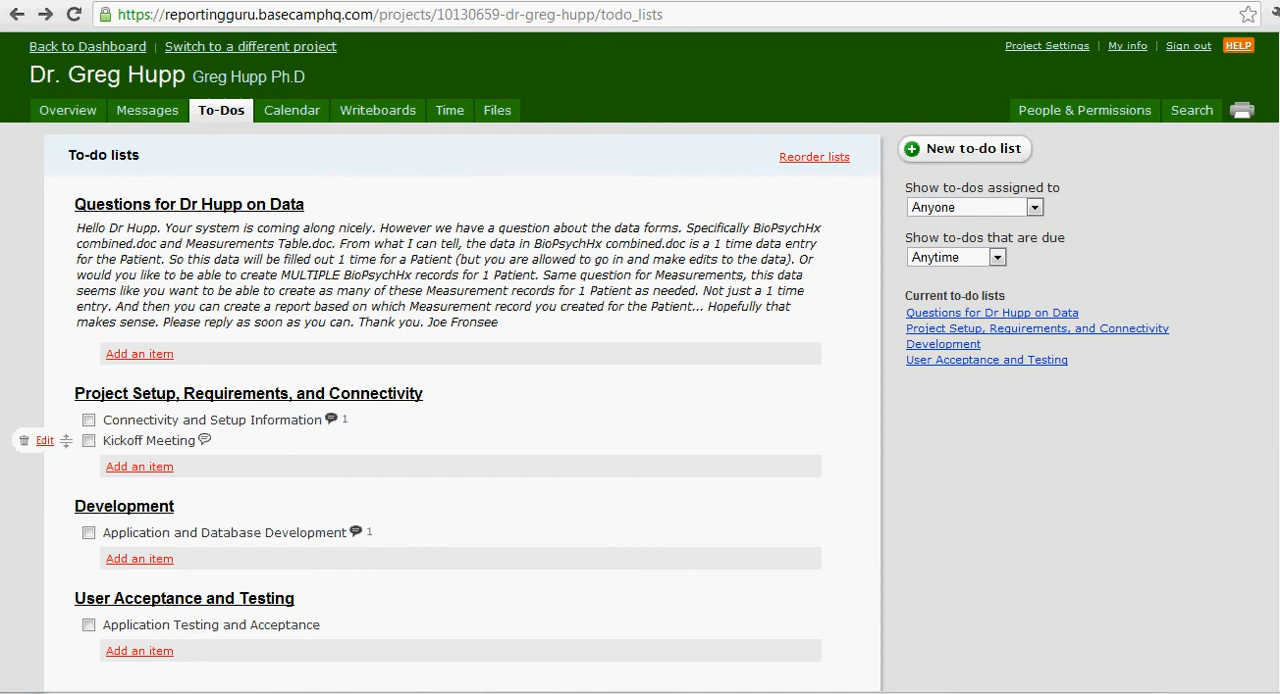 https://reportingguru.basecamphq.com/projects/10130659-dr-greg-hupp/todo_lists
Back to Dashboard | Switch to a different project
Project Settings | My info | Sign out HELP
Dr. Greg Hupp Greg Hupp Ph.D
Overview Messages To-Dos Calendar Writeboards Time Files
People & Permissions Search
To-do lists
Reorder lists
Questions for Dr Hupp on Data
Hello Dr Hupp. Your system is coming along nicely. However we have a question about the data forms. Specifically BioPsychHx
combined.doc and Measurements Table.doc. From what I can tell, the data in BioPsychHx combined.doc is a 1 time data entry
for the Patient. So this data will be filled out 1 time for a Patient (but you are allowed to go in and make edits to the data). Or
would you like to be able to create MULTIPLE BioPsychHx records for 1 Patient. Same question for Measurements, this data
seems like you want to be able to create as many of these Measurement records for 1 Patient as needed. Not just a 1 time
entry. And then you can create a report based on which Measurement record you created for the Patient... Hopefully that
makes sense. Please reply as soon as you can. Thank you. Joe Fronsee
Add an item
Project Setup, Requirements, and Connectivity
Connectivity and Setup Information 1
Edit Kickoff Meeting
Add an item
Development
Application and Database Development 1
Add an item
User Acceptance and Testing
Application Testing and Acceptance
Add an item
New to-do list
Show to-dos assigned to
Anyone
Show to-dos that are due
Anytime
Current to-do lists
Questions for Dr Hupp on Data
Project Setup, Requirements, and Connectivity
Development
User Acceptance and Testing